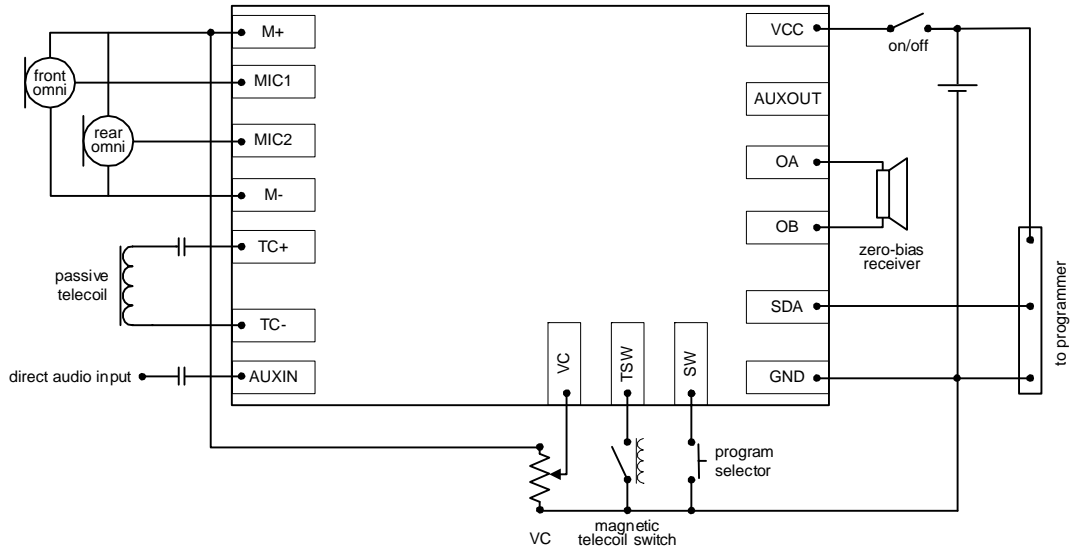 M+
MIC1
MIC2
M-
TC+
TC-
AUXIN
front
omni
rear
omni
passive
telecoil
direct audio input
VCC
AUXOUT
OA
OB
SDA
GND
on/off
zero-bias
receiver
to programmer
VC
TSW
SW
program
selector
VC
magnetic
telecoil switch